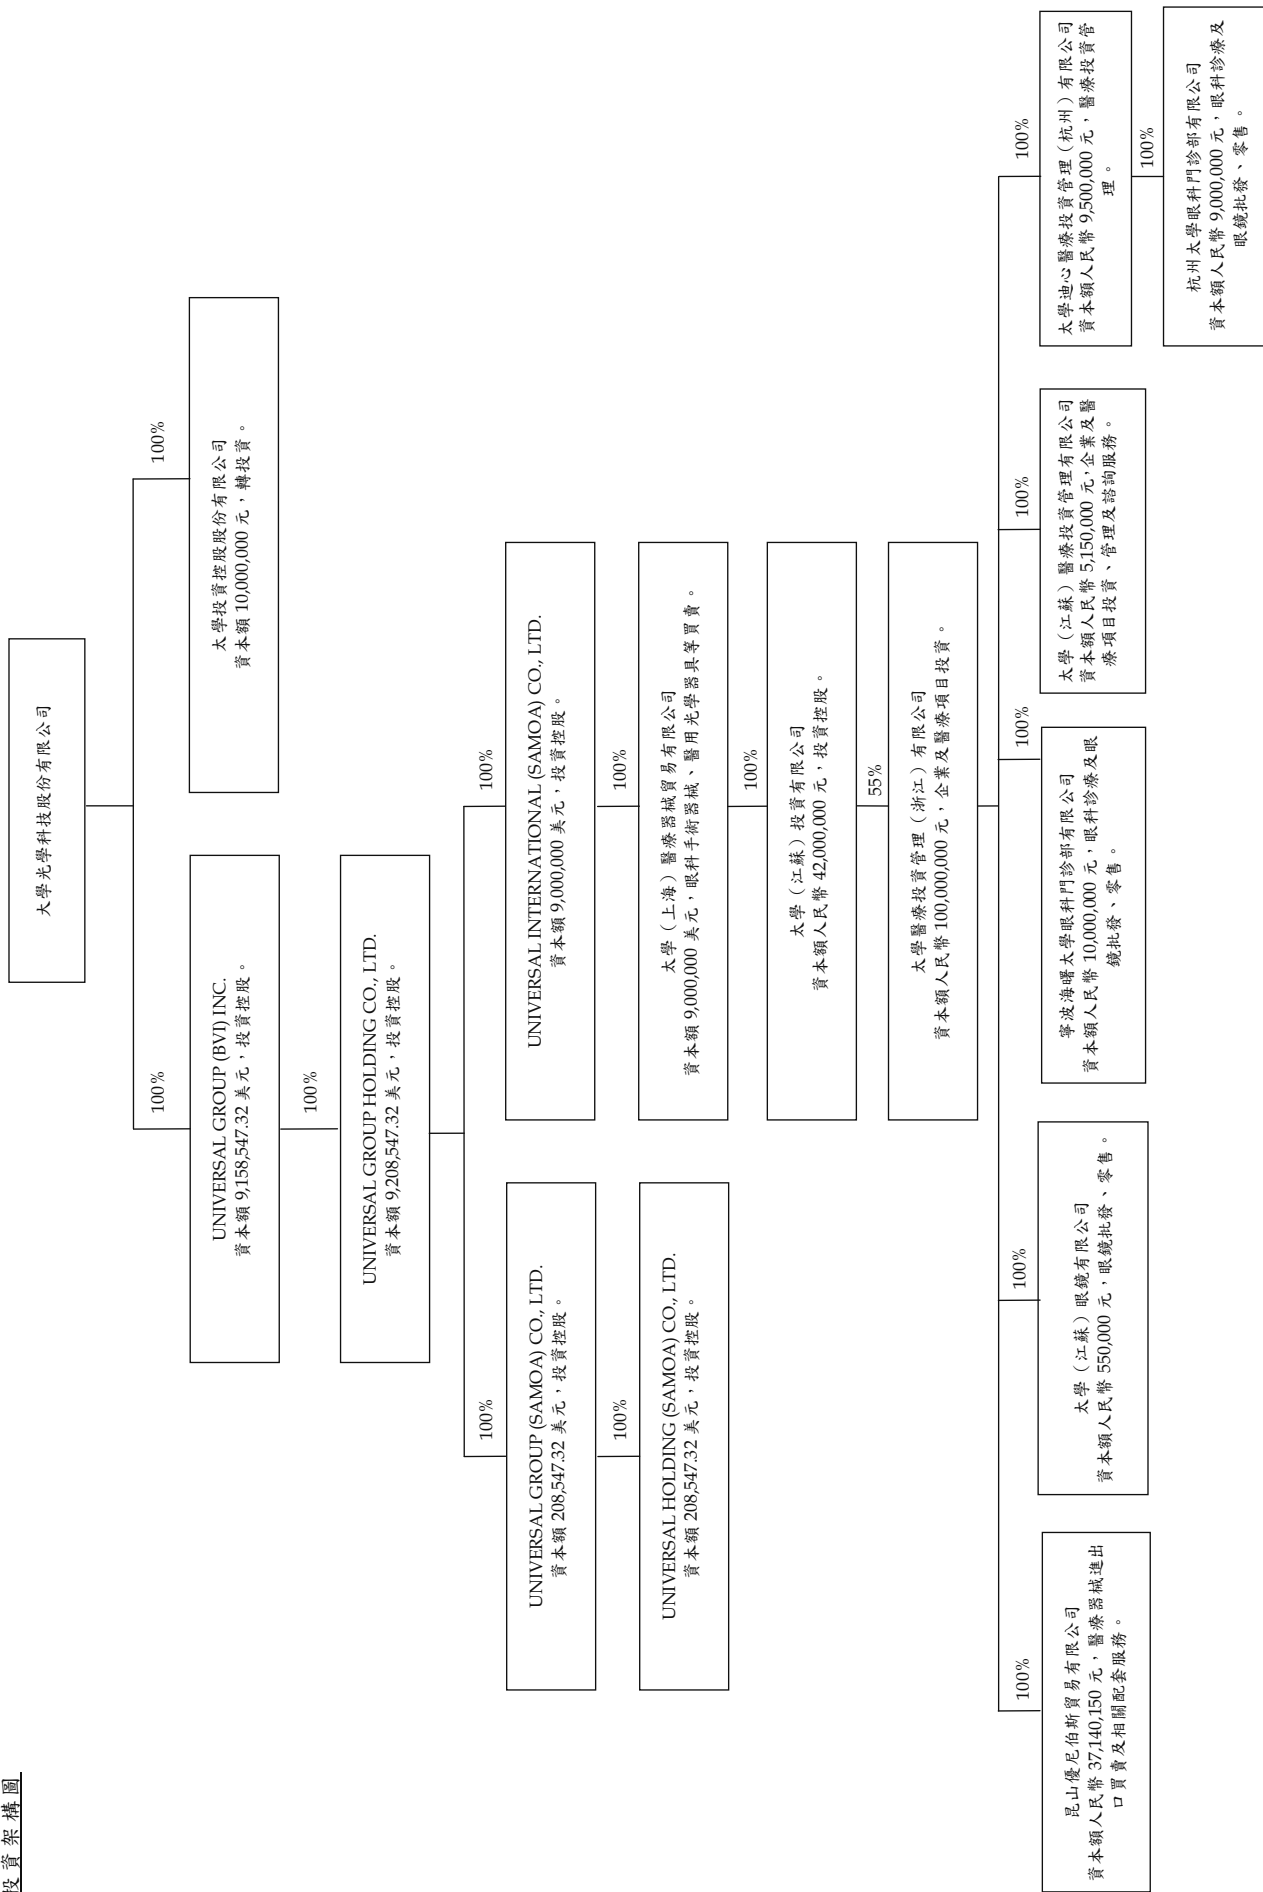 投資架構圖
大學光學科技股份有限公司
100%
100%
UNIVERSAL GROUP (BVI) INC.
資本額 9,158,547.32 美元，投資控股。
大學投資控股股份有限公司
資本額 10,000,000 元，轉投資。
100%
UNIVERSAL GROUP HOLDING CO., LTD.
資本額 9,208,547.32 美元，投資控股。
100%
100%
UNIVERSAL GROUP (SAMOA) CO., LTD.
資本額 208,547.32 美元，投資控股。
UNIVERSAL INTERNATIONAL (SAMOA) CO., LTD.
資本額 9,000,000 美元，投資控股。
100%
100%
UNIVERSAL HOLDING (SAMOA) CO., LTD.
資本額 208,547.32 美元，投資控股。
太學（上海）醫療器械貿易有限公司
資本額 9,000,000 美元，眼科手術器械、醫用光學器具等買賣。
100%
太學（江蘇）投資有限公司
資本額人民幣 42,000,000 元，投資控股。
55%
太學醫療投資管理（浙江）有限公司
資本額人民幣 100,000,000 元，企業及醫療項目投資。
100%
100%
100%
100%
100%
昆山優尼伯斯貿易有限公司
資本額人民幣 37,140,150 元，醫療器械進出
口買賣及相關配套服務。
太學（江蘇）眼鏡有限公司
資本額人民幣 550,000 元，眼鏡批發、零售。
寧波海曙太學眼科門診部有限公司
資本額人民幣 10,000,000 元，眼科診療及眼
鏡批發、零售。
太學（江蘇）醫療投資管理有限公司
資本額人民幣 5,150,000 元，企業及醫
療項目投資、管理及諮詢服務。
太學迪心醫療投資管理（杭州）有限公司
資本額人民幣 9,500,000 元，醫療投資管
理。
100%
杭州太學眼科門診部有限公司
資本額人民幣 9,000,000 元，眼科診療及
眼鏡批發、零售。